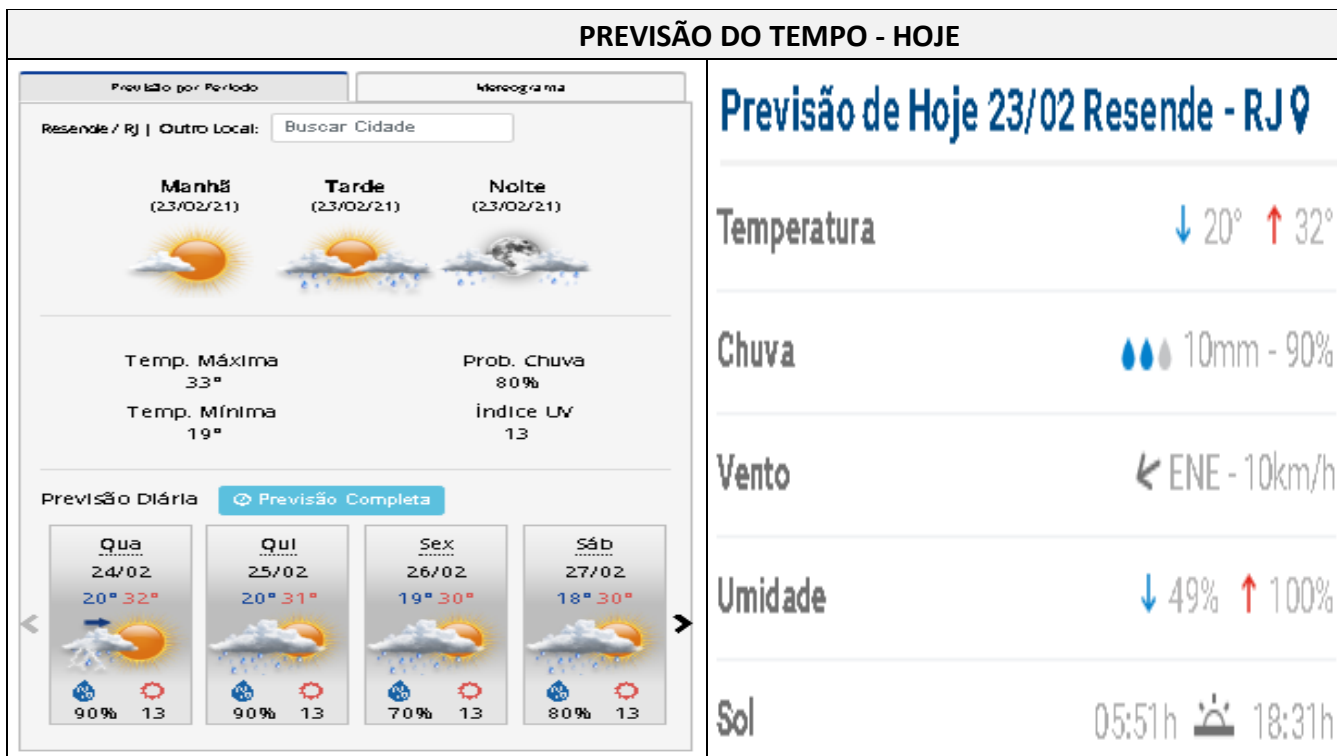 PREVISÃO DO TEMPO - HOJE
Previsão por Período
Meteograma
Resende / RJ | Outro Local: Buscar Cidade
Manhã Tarde Noite
(23/02/21) (23/02/21) (23/02/21)
Temp. Máxima Prob. Chuva
33° 80%
Temp. Mínima Índice UV
19° 13
Previsão Diária Previsão Completa
Qua Qui Sex Sáb
24/02 25/02 26/02 27/02
20° 32° 20° 31° 19° 30° 18° 30°
< >
90% 13 90% 13 70% 13 80% 13
Previsão de Hoje 23/02 Resende - RJ
Temperatura ↓ 20° ↑ 32°
Chuva 10mm - 90%
Vento ENE - 10km/h
Umidade ↓ 49% ↑ 100%
Sol 05:51h 18:31h